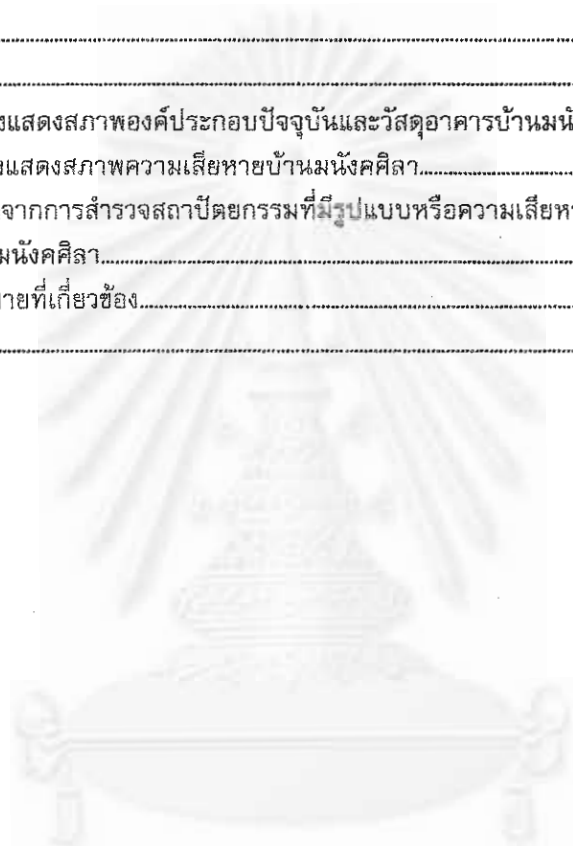 งแสดงสภาพองค์ประกอบปัจจุบันและวัสดุอาคารบ้านมนั
งแสดงสภาพความเสียหายบ้านมนังคศิลา
จากการสำรวจสถาปัตยกรรมที่มีรูปแบบหรือความเสียห
มนังคศิลา
ายที่เกี่ยวข้อง